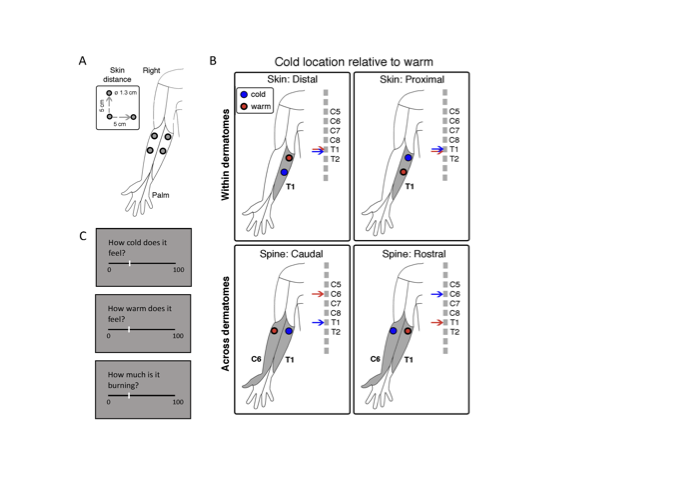 A
Skin
distance
Right
ø 1.3 cm
5 cm
5 cm
Palm
B
Cold location relative to warm
Skin: Distal
Skin: Proximal
cold
warm
Within dermatomes
C5
C6
C7
C8
T1
T2
T1
C5
C6
C7
C8
T1
T2
T1
Spine: Caudal
Spine: Rostral
Across dermatomes
C5
C6
C7
C8
T1
T2
C6
T1
C5
C6
C7
C8
T1
T2
C6
T1
C
How cold does it
feel?
0 100
How warm does it
feel?
0 100
How much is it
burning?
0 100